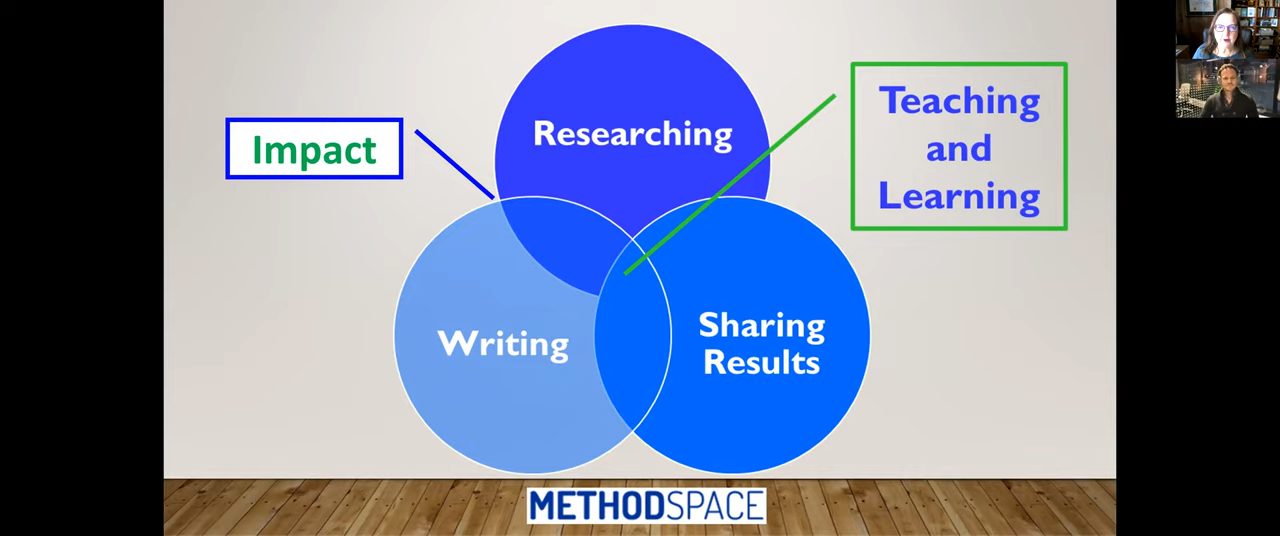 Researching
Impact
Teaching
and
Learning
Writing
Sharing
Results
METHODSPACE